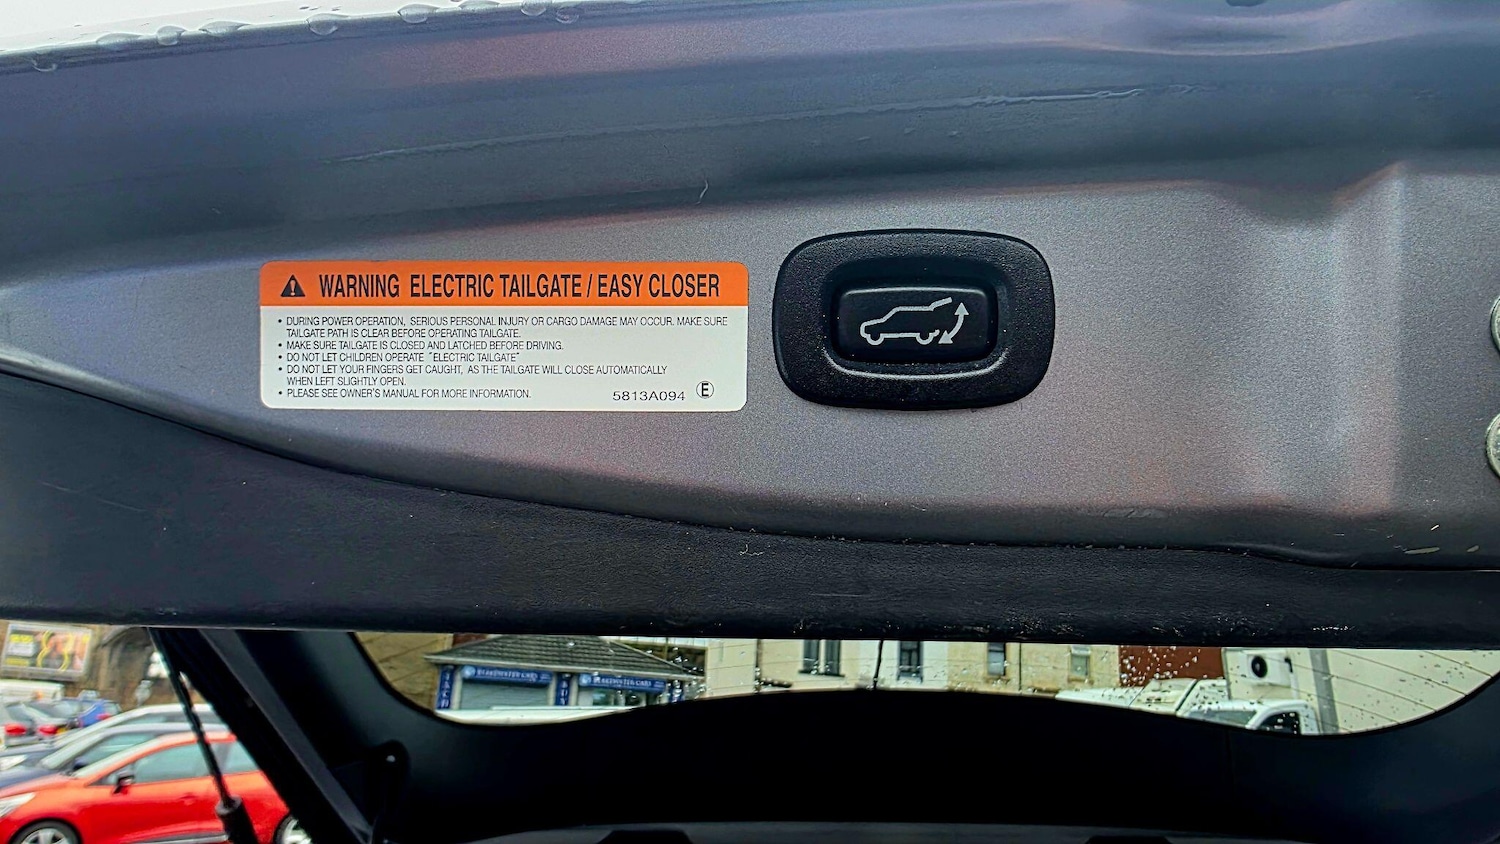 WARNING ELECTRIC TAILGATE / EASY CLOSER
• DURING POWER OPERATION, SERIOUS PERSONAL INJURY OR CARGO DAMAGE MAY OCCUR. MAKE SURE
TAILGATE PATH IS CLEAR BEFORE OPERATING TAILGATE.
• MAKE SURE TAILGATE IS CLOSED AND LATCHED BEFORE DRIVING.
• DO NOT LET CHILDREN OPERATE "ELECTRIC TAILGATE"
• DO NOT LET YOUR FINGERS GET CAUGHT, AS THE TAILGATE WILL CLOSE AUTOMATICALLY
WHEN LEFT SLIGHTLY OPEN.
• PLEASE SEE OWNER'S MANUAL FOR MORE INFORMATION.
5813A094 E